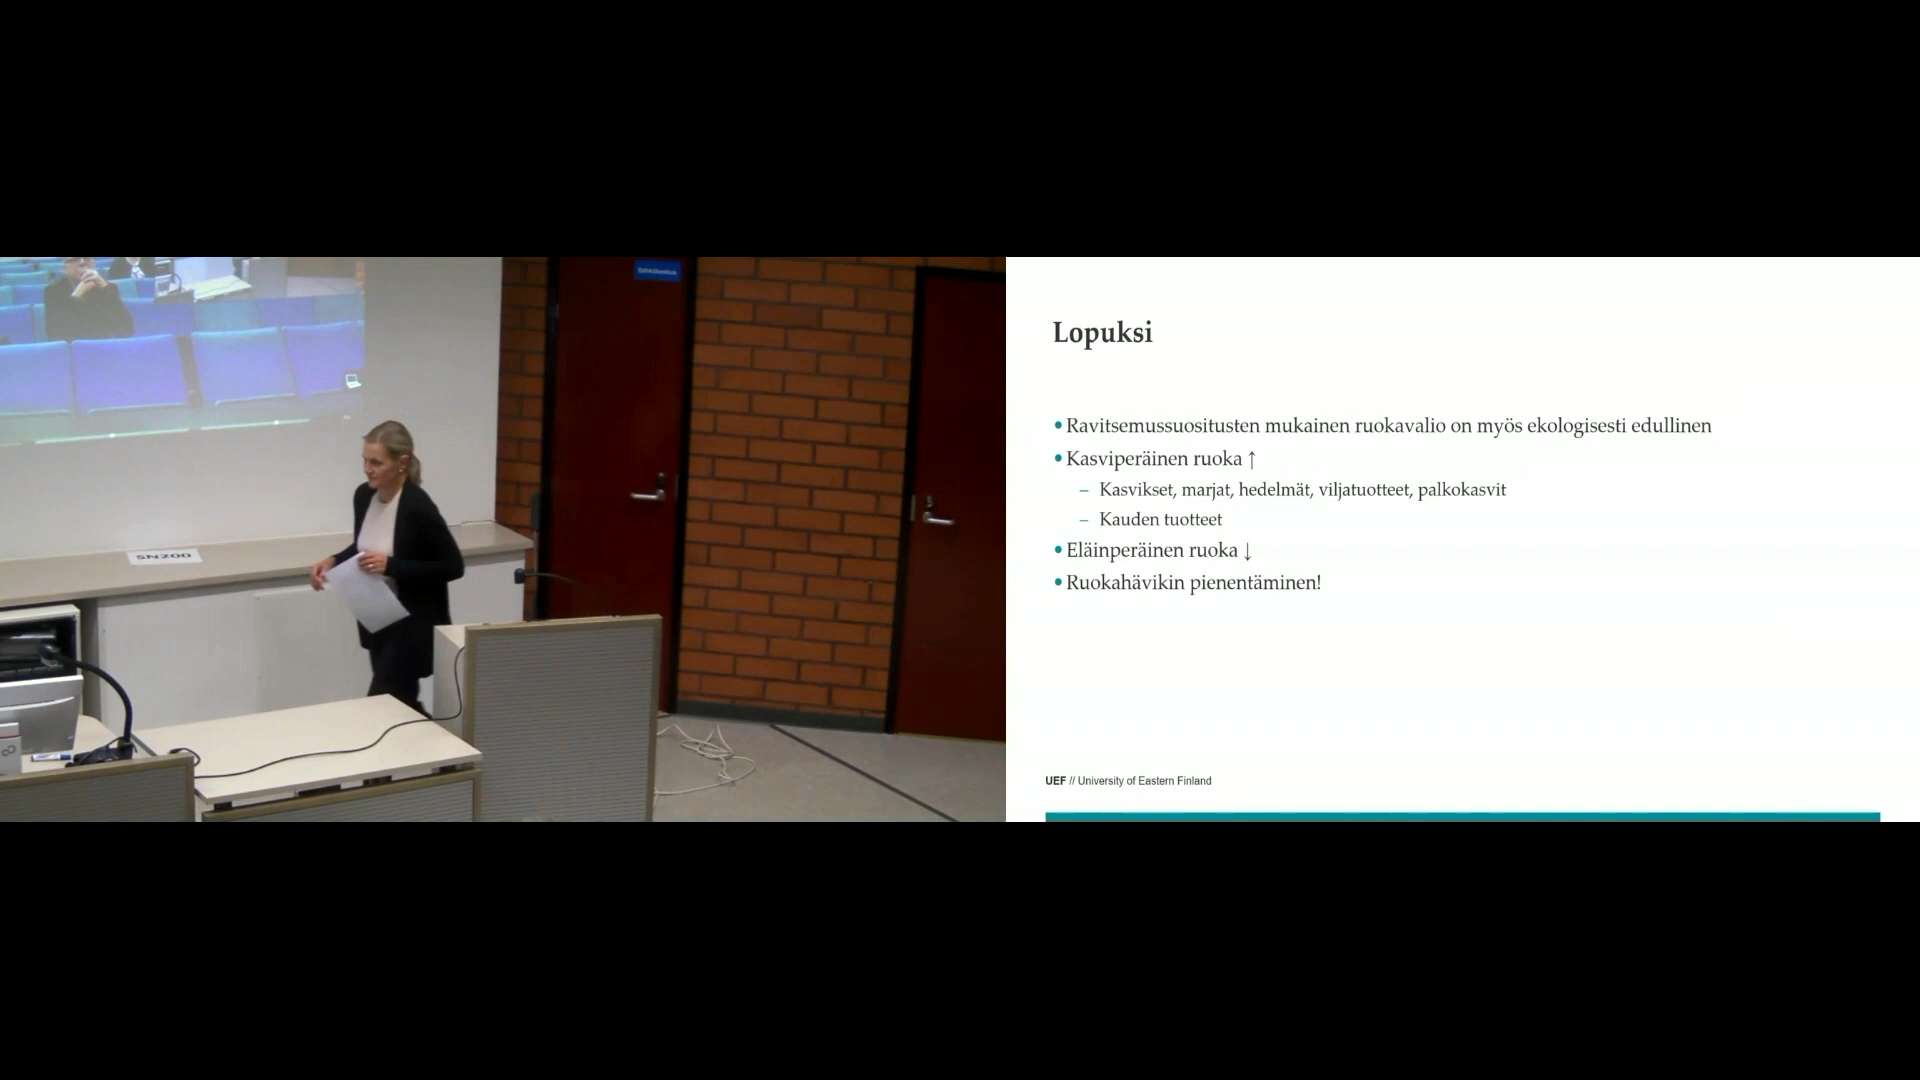 Sähkökeskus
SN200
Lopuksi
•Ravitsemussuositusten mukainen ruokavalio on myös ekologisesti edullinen
•Kasviperäinen ruoka ↑
– Kasvikset, marjat, hedelmät, viljatuotteet, palkokasvit
– Kauden tuotteet
•Eläinperäinen ruoka ↓
•Ruokahävikin pienentäminen!
UEF // University of Eastern Finland